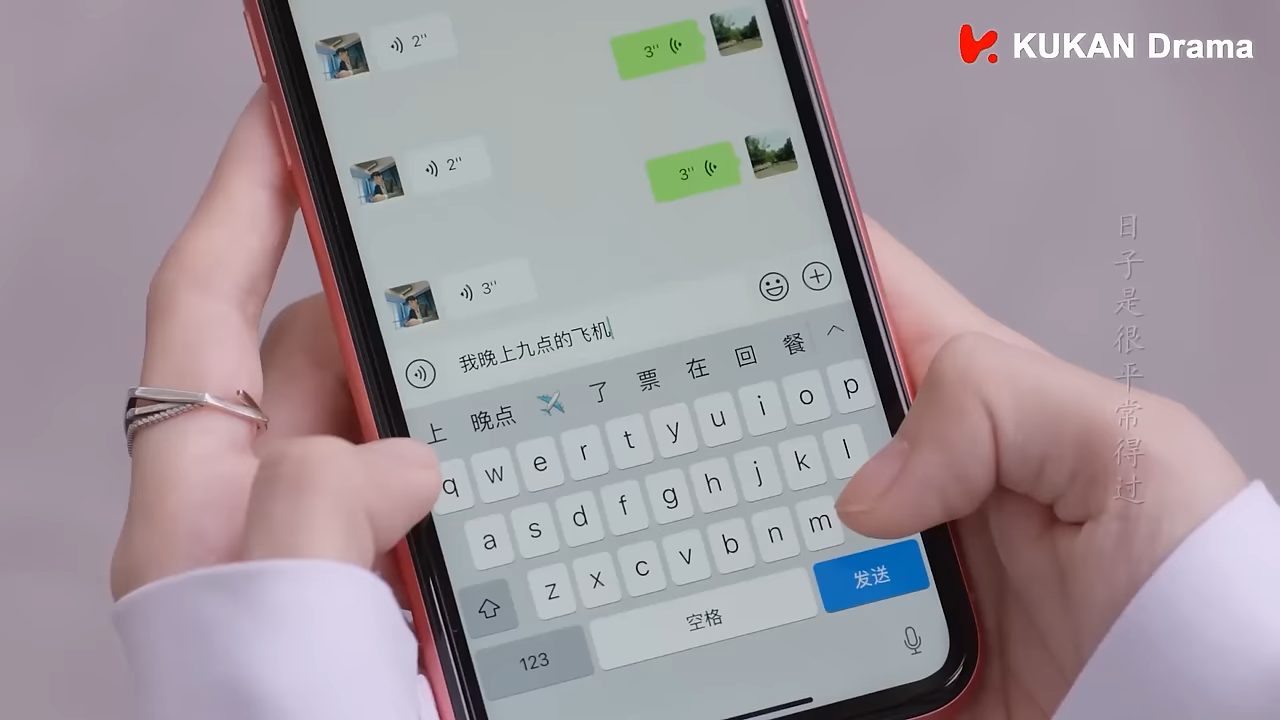 KUKAN Drama
2" 3"
2" 3"
3"
我晚上九点的飞机
上 晚点 ✈️ 了 票 在 回 餐
q w e r t y u i o p
a s d f g h j k l
z x c v b n m
123 空格 发送
日子是很平常得过